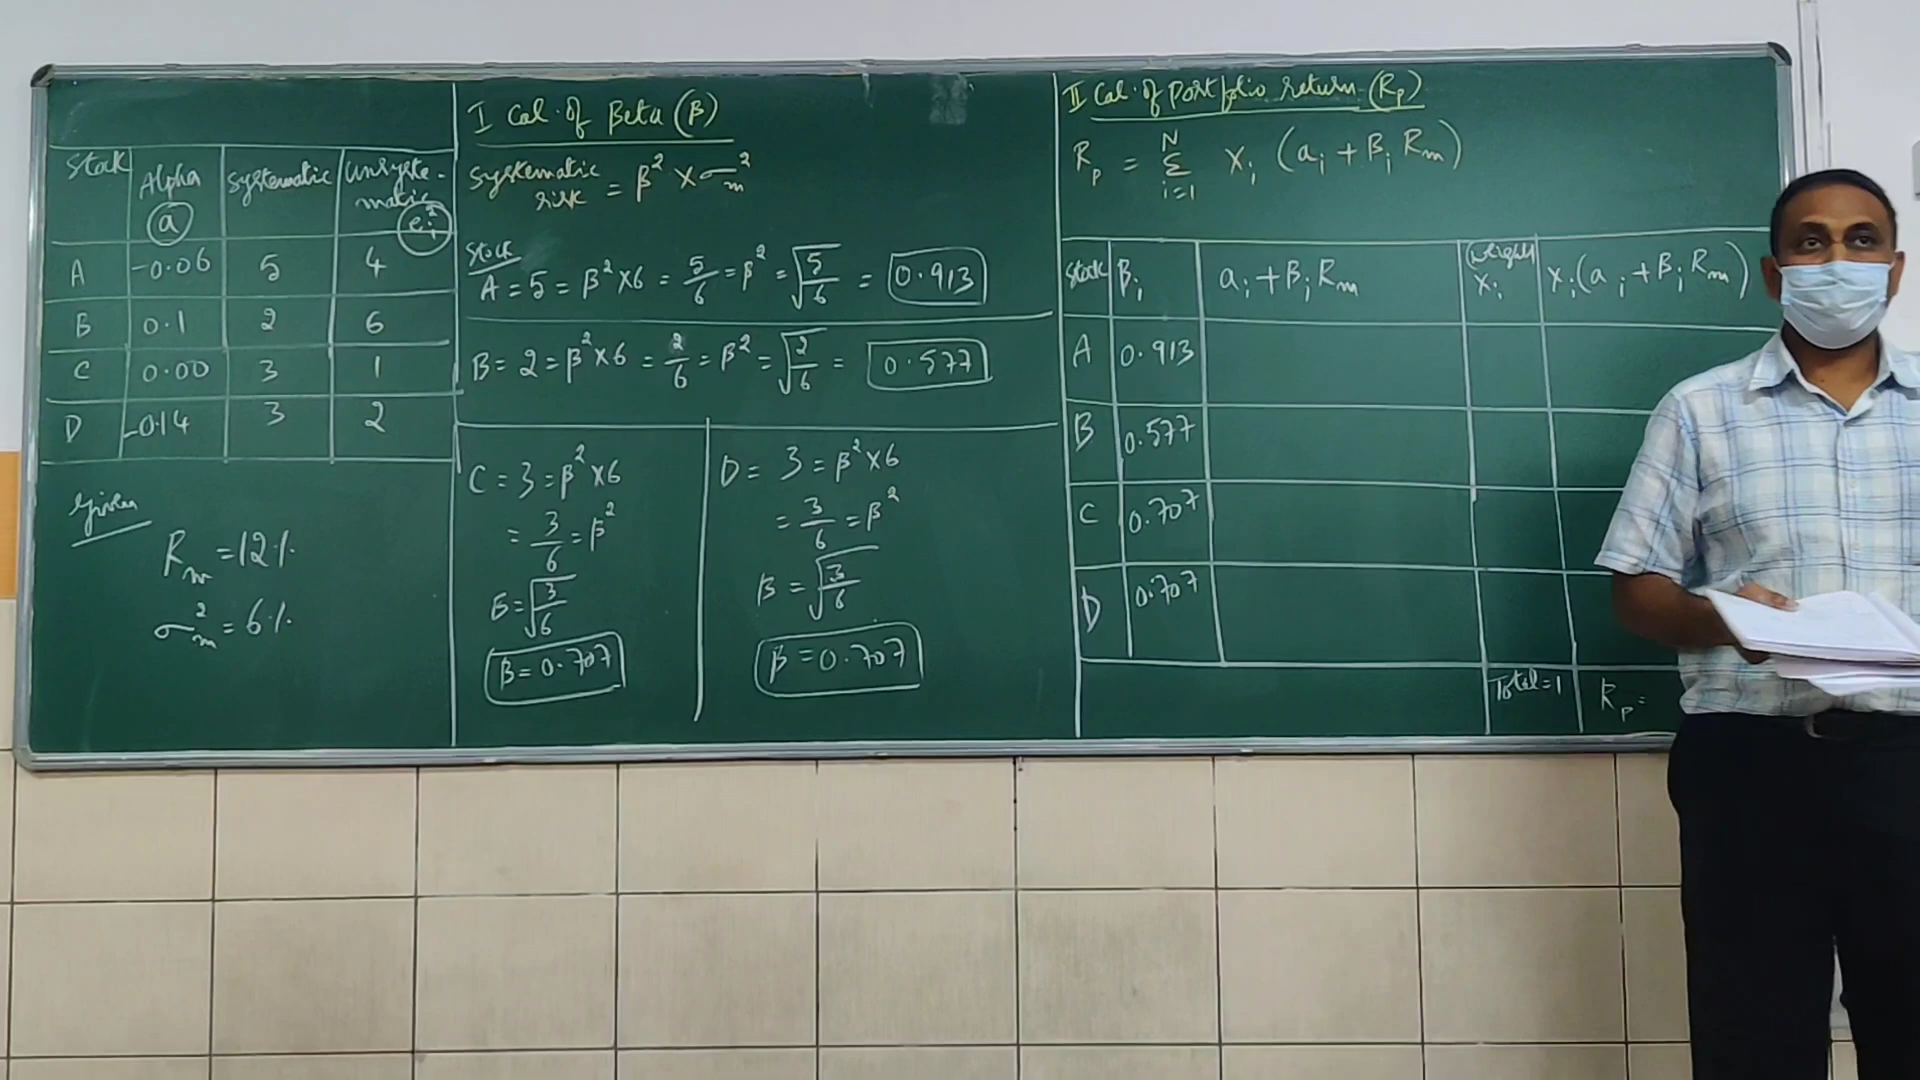 Stock Alpha (a) Systematic Unsyste-matic (eᵢ²)
A -0.06 5 4
B 0.1 2 6
C 0.00 3 1
D -0.14 3 2
Given
Rₘ = 12%
σ²ₘ = 6%
I Cal. of Beta (β)
Systematic risk = β² × σ²ₘ
Stock
A = 5 = β² × 6 = 5/6 = β² = √5/6 = 0.913
B = 2 = β² × 6 = 2/6 = β² = √2/6 = 0.577
C = 3 = β² × 6
= 3/6 = β²
β = √3/6
β = 0.707
D = 3 = β² × 6
= 3/6 = β²
β = √3/6
β = 0.707
II Cal. of Portfolio return (Rₚ)
Rₚ = Σ (i=1 to N) Xᵢ (aᵢ + βᵢ Rₘ)
Stock βᵢ aᵢ + βᵢ Rₘ (Weight) Xᵢ Xᵢ(aᵢ + βᵢ Rₘ)
A 0.913
B 0.577
C 0.707
D 0.707
Total = 1 Rₚ =